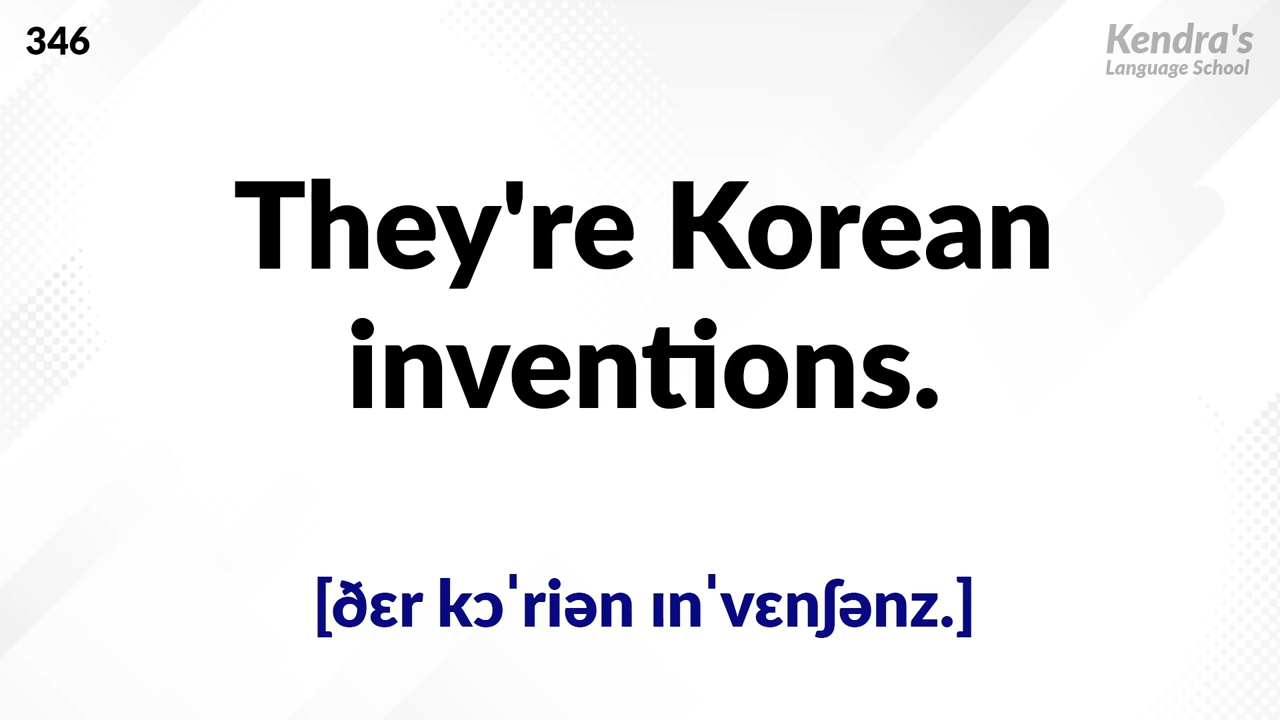 346
Kendra's
Language School
They're Korean
inventions.
[ðɛr kɔˈriən ɪnˈvɛnʃənz.]